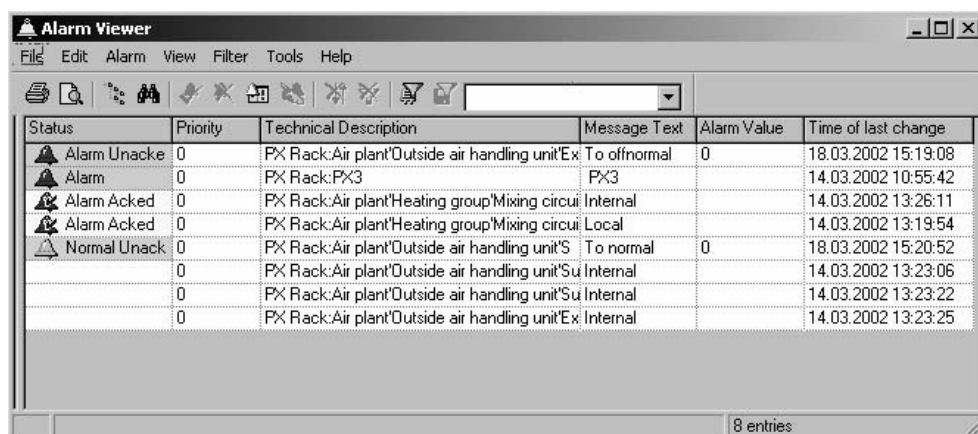 Alarm Viewer
File Edit Alarm View Filter Tools Help
Status Priority Technical Description Message Text Alarm Value Time of last change
Alarm Unacke 0 PX Rack:Air plant'Outside air handling unit'Ex To offnormal 0 18.03.2002 15:19:08
Alarm 0 PX Rack:PX3 PX3 14.03.2002 10:55:42
Alarm Acked 0 PX Rack:Air plant'Heating group'Mixing circui Internal 14.03.2002 13:26:11
Alarm Acked 0 PX Rack:Air plant'Heating group'Mixing circui Local 14.03.2002 13:19:54
Normal Unack 0 PX Rack:Air plant'Outside air handling unit'S To normal 0 18.03.2002 15:20:52
0 PX Rack:Air plant'Outside air handling unit'Su Internal 14.03.2002 13:23:06
0 PX Rack:Air plant'Outside air handling unit'Su Internal 14.03.2002 13:23:22
0 PX Rack:Air plant'Outside air handling unit'Ex Internal 14.03.2002 13:23:25
8 entries